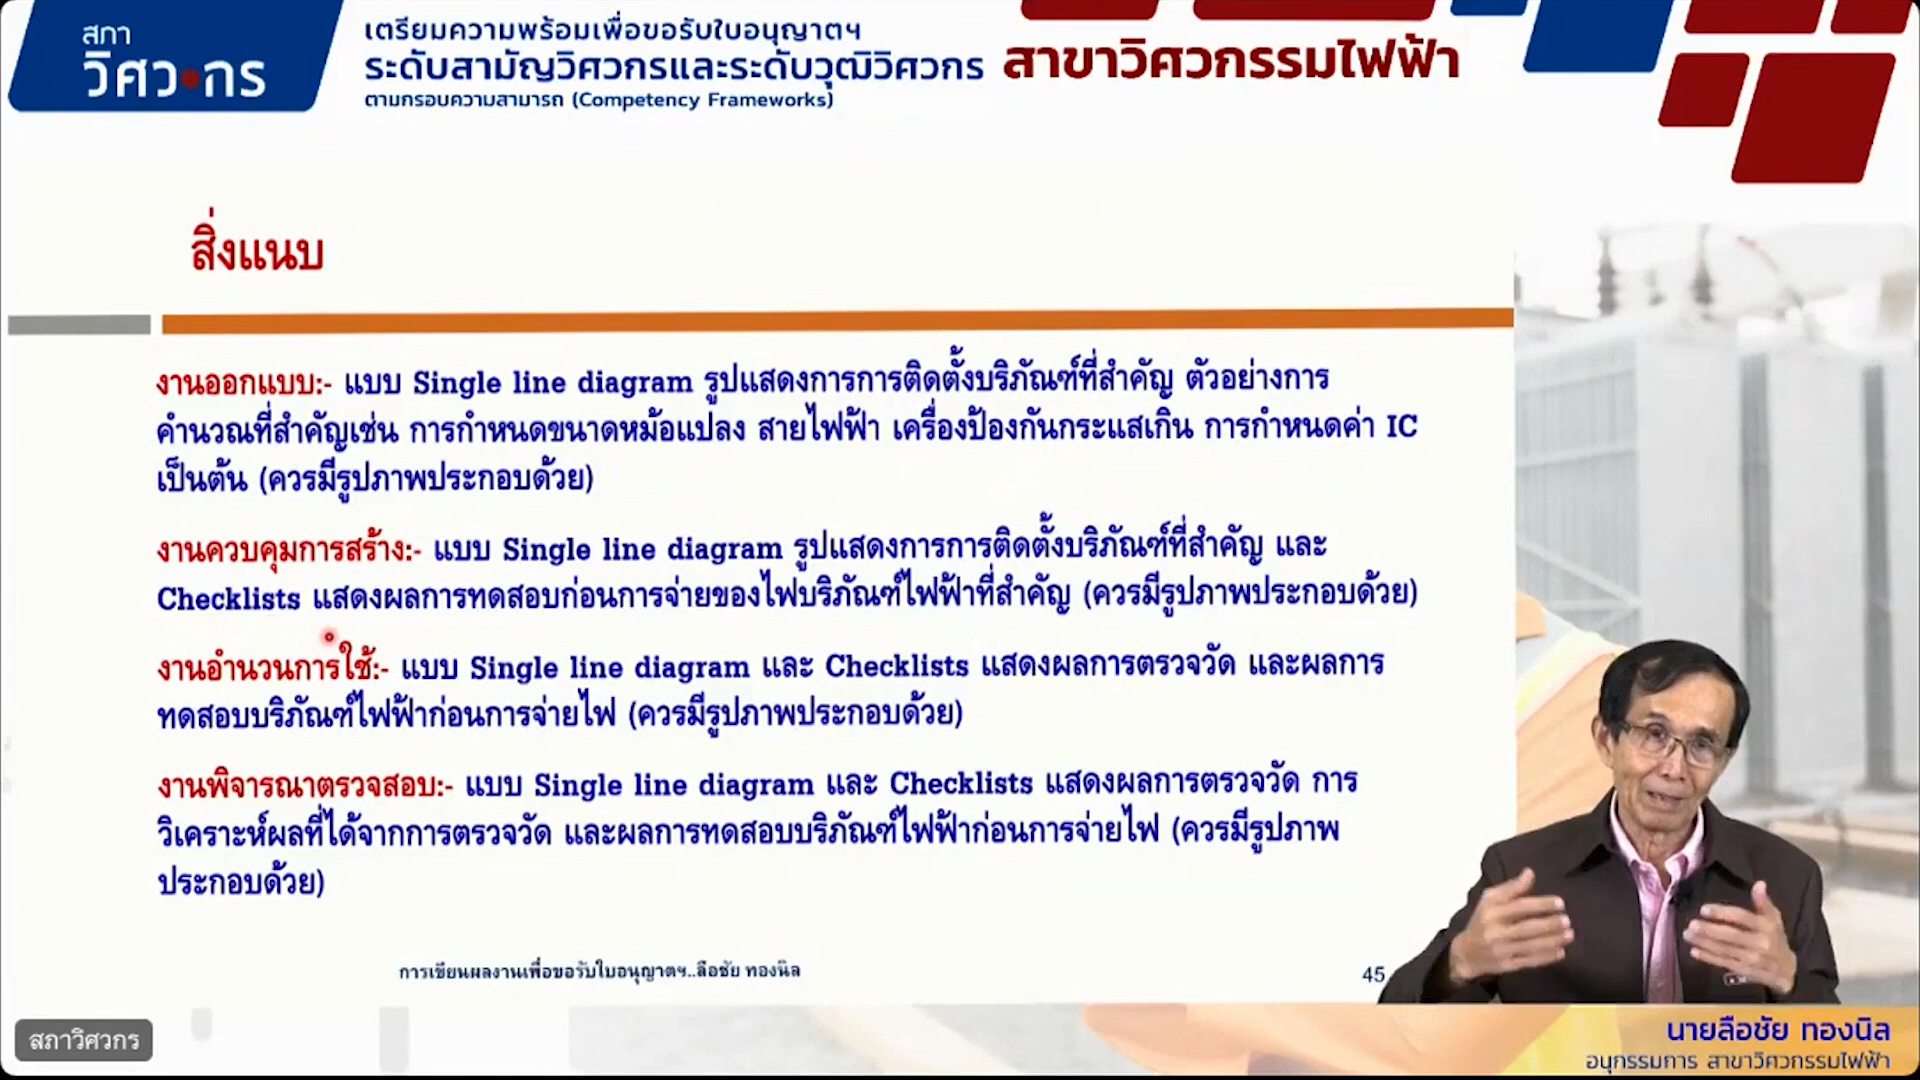 สภา
วิศวกร
เตรียมความพร้อมเพื่อขอรับใบอนุญาตฯ
ระดับสามัญวิศวกรและระดับวุฒิวิศวกร สาขาวิศวกรรมไฟฟ้า
ตามกรอบความสามารถ (Competency Frameworks)
สิ่งแนบ
งานออกแบบ:- แบบ Single line diagram รูปแสดงการการติดตั้งบริภัณฑ์ที่สำคัญ ตัวอย่างการ
คำนวณที่สำคัญเช่น การกำหนดขนาดหม้อแปลง สายไฟฟ้า เครื่องป้องกันกระแสเกิน การกำหนดค่า IC
เป็นต้น (ควรมีรูปภาพประกอบด้วย)
งานควบคุมการสร้าง:- แบบ Single line diagram รูปแสดงการการติดตั้งบริภัณฑ์ที่สำคัญ และ
Checklists แสดงผลการทดสอบก่อนการจ่ายของไฟบริภัณฑ์ไฟฟ้าที่สำคัญ (ควรมีรูปภาพประกอบด้วย)
งานอำนวนการใช้:- แบบ Single line diagram และ Checklists แสดงผลการตรวจวัด และผลการ
ทดสอบบริภัณฑ์ไฟฟ้าก่อนการจ่ายไฟ (ควรมีรูปภาพประกอบด้วย)
งานพิจารณาตรวจสอบ:- แบบ Single line diagram และ Checklists แสดงผลการตรวจวัด การ
วิเคราะห์ผลที่ได้จากการตรวจวัด และผลการทดสอบบริภัณฑ์ไฟฟ้าก่อนการจ่ายไฟ (ควรมีรูปภาพ
ประกอบด้วย)
การเขียนผลงานเพื่อขอรับใบอนุญาตฯ..ลือชัย ทองนิล
45
สภาวิศวกร
นายลือชัย ทองนิล
อนุกรรมการ สาขาวิศวกรรมไฟฟ้า